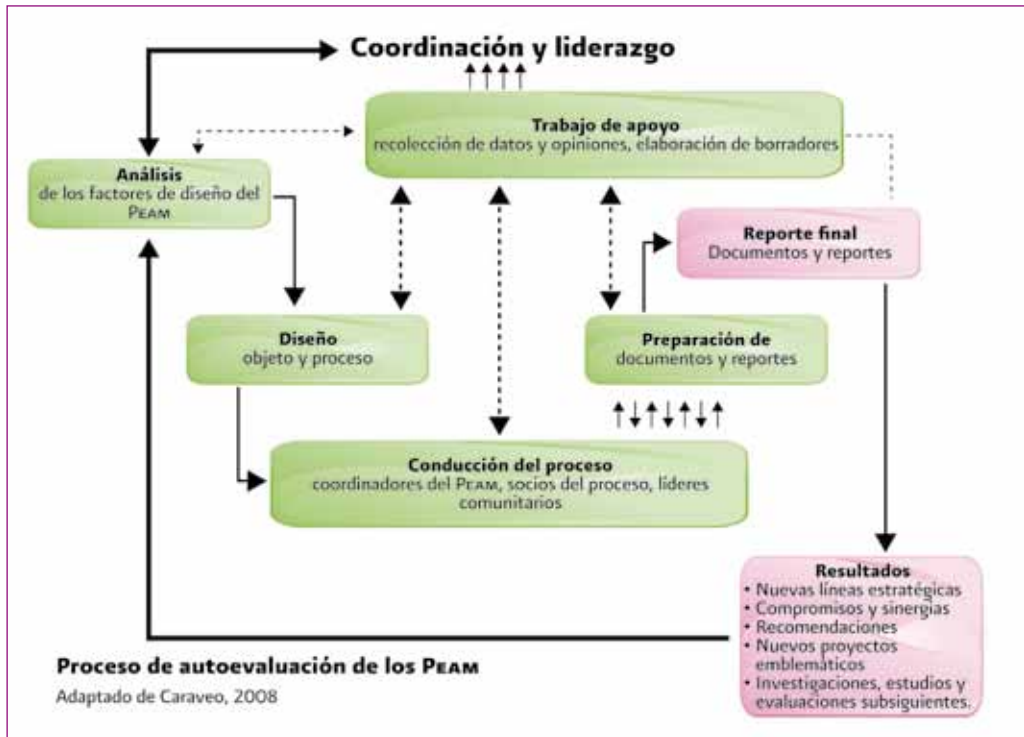 Coordinación y liderazgo
Trabajo de apoyo
recolección de datos y opiniones, elaboración de borradores
Análisis
de los factores de diseño del
PEAM
Reporte final
Documentos y reportes
Diseño
objeto y proceso
Preparación de
documentos y reportes
Conducción del proceso
coordinadores del PEAM, socios del proceso, líderes
comunitarios
Resultados
• Nuevas líneas estratégicas
• Compromisos y sinergias
• Recomendaciones
• Nuevos proyectos
emblemáticos
• Investigaciones, estudios y
evaluaciones subsiguientes.
Proceso de autoevaluación de los PEAM
Adaptado de Caraveo, 2008